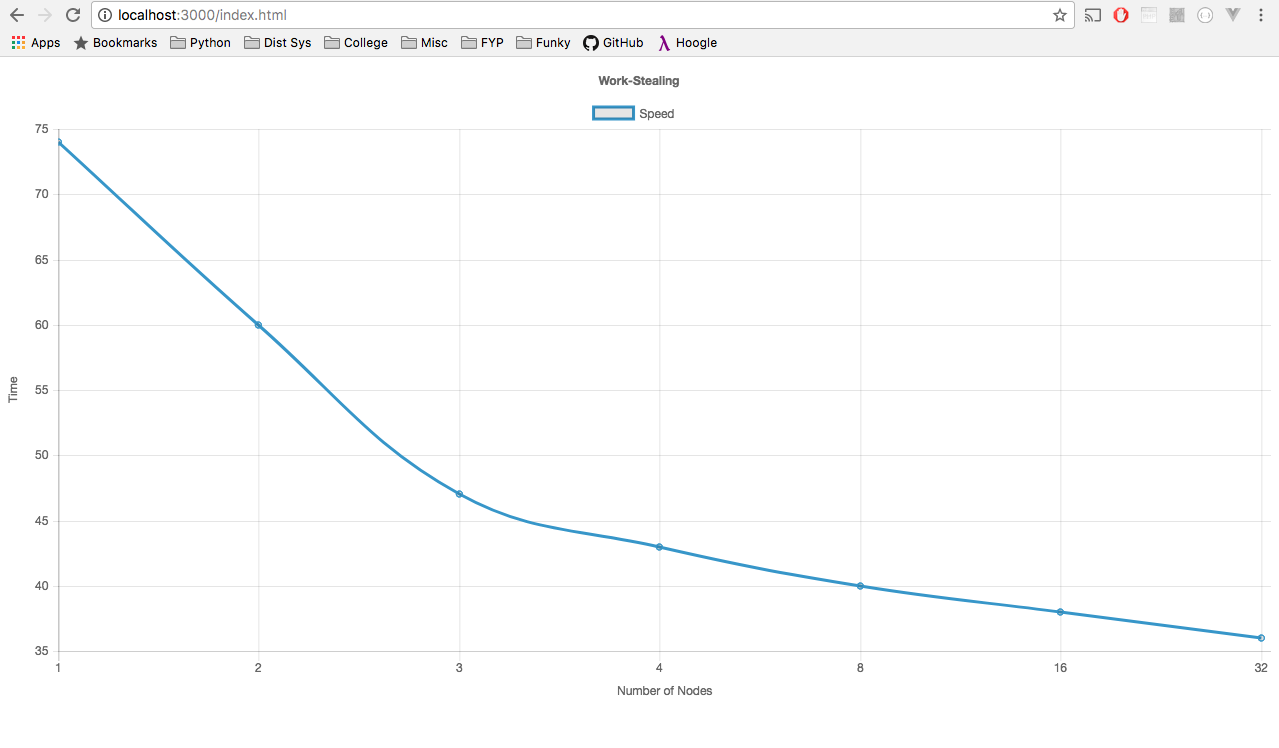 localhost:3000/index.html
Apps Bookmarks Python Dist Sys College Misc FYP Funky GitHub Hoogle
Work-Stealing
Speed
75
70
65
60
55
50
45
40
35
Time
1 2 3 4 8 16 32
Number of Nodes